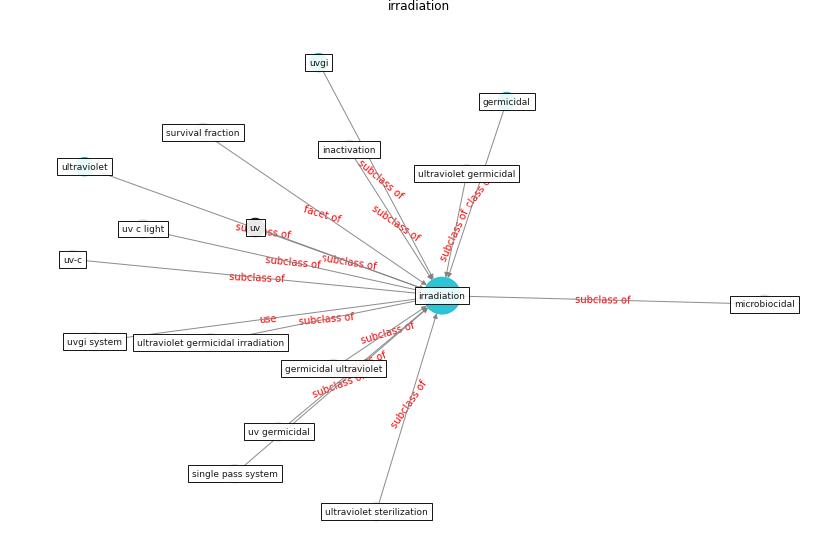 irradiation
uvgi
germicidal
survival fraction
inactivation
ultraviolet
ultraviolet germicidal
subclass of
subclass of
facet of
subclass of
uv c light
uv
subclass of
subclass of
uv-c
subclass of
subclass of
subclass of
irradiation
subclass of
microbiocidal
use
subclass of
uvgi system
ultraviolet germicidal irradiation
subclass of
germicidal ultraviolet
subclass of
subclass of
uv germicidal
single pass system
ultraviolet sterilization